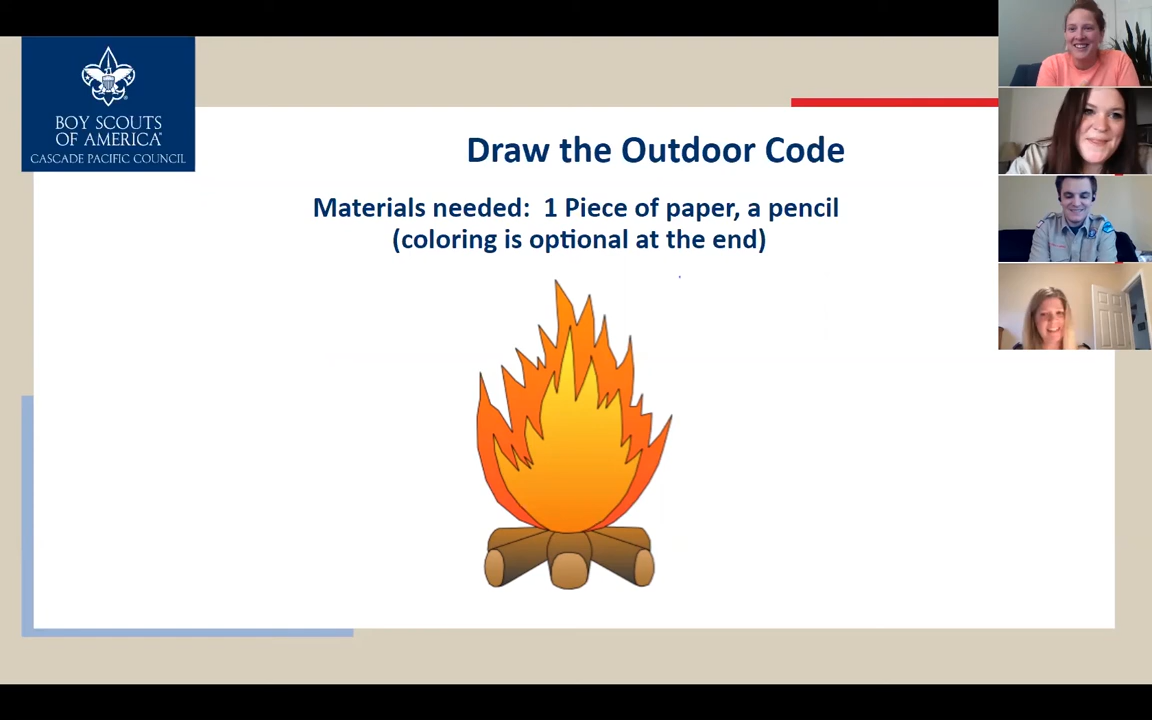 BOY SCOUTS
OF AMERICA®
CASCADE PACIFIC COUNCIL
Draw the Outdoor Code
Materials needed:  1 Piece of paper, a pencil
(coloring is optional at the end)